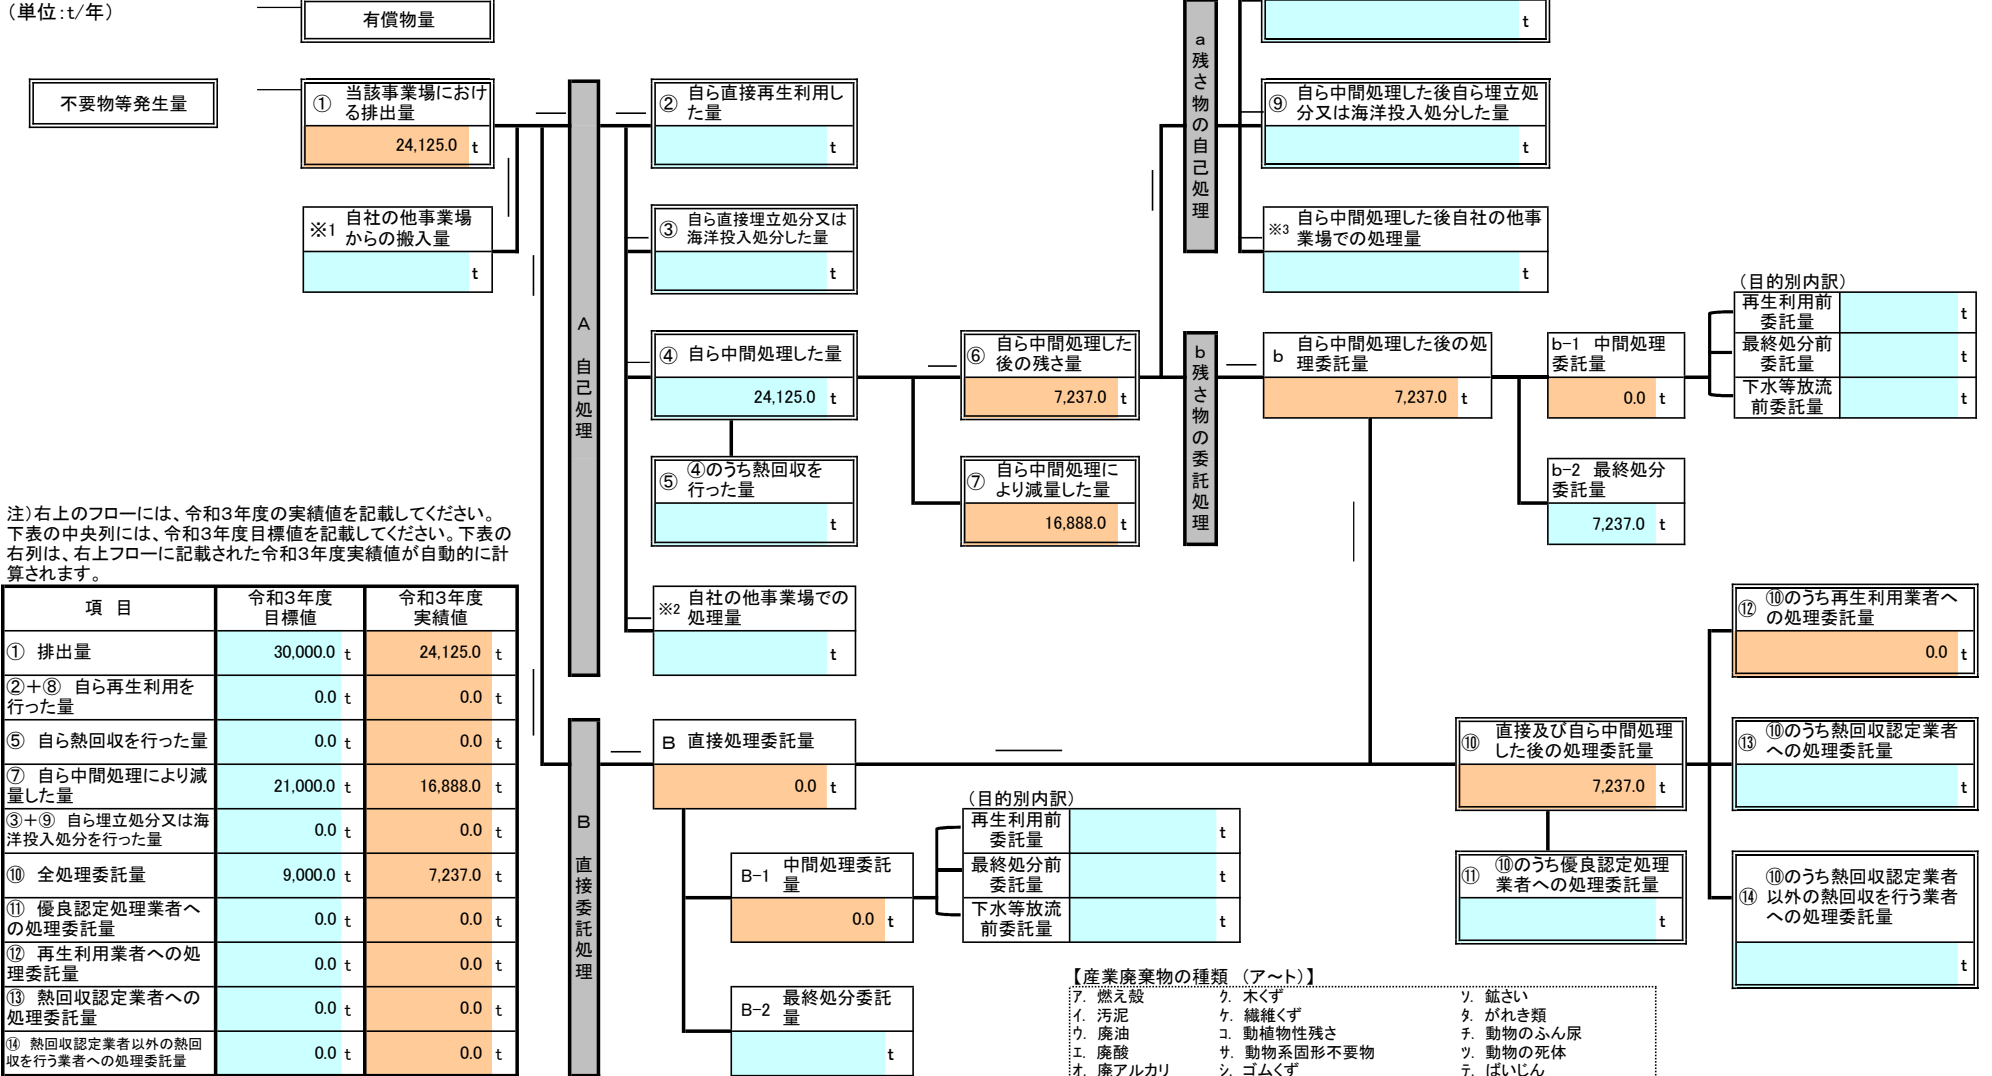 （単位：t/年）
有償物量
t
不要物等発生量
① 当該事業場におけ
る排出量
24,125.0 t
※1 自社の他事業場
からの搬入量
t
A 自己処理
② 自ら直接再生利用し
た量
t
③ 自ら直接埋立処分又は
海洋投入処分した量
t
④ 自ら中間処理した量
24,125.0 t
⑤ ④のうち熱回収を
行った量
t
※2 自社の他事業場での
処理量
t
⑥ 自ら中間処理した
後の残さ量
7,237.0 t
⑦ 自ら中間処理に
より減量した量
16,888.0 t
a 残さ物の自己処理
⑨ 自ら中間処理した後自ら埋立処
分又は海洋投入処分した量
t
※3 自ら中間処理した後自社の他事
業場での処理量
t
b 残さ物の委託処理
b 自ら中間処理した後の処
理委託量
7,237.0 t
b-1 中間処理
委託量
0.0 t
（目的別内訳）
再生利用前
委託量
t
最終処分前
委託量
t
下水等放流
前委託量
t
b-2 最終処分
委託量
7,237.0 t
注）右上のフローには、令和3年度の実績値を記載してください。
下表の中央列には、令和3年度目標値を記載してください。下表の
右列は、右上フローに記載された令和3年度実績値が自動的に計
算されます。
項 目
令和3年度
目標値
令和3年度
実績値
① 排出量 30,000.0 t 24,125.0 t
②＋⑧ 自ら再生利用を
行った量 0.0 t 0.0 t
⑤ 自ら熱回収を行った量 0.0 t 0.0 t
⑦ 自ら中間処理により減
量した量 21,000.0 t 16,888.0 t
③＋⑨ 自ら埋立処分又は海
洋投入処分を行った量 0.0 t 0.0 t
⑩ 全処理委託量 9,000.0 t 7,237.0 t
⑪ 優良認定処理業者へ
の処理委託量 0.0 t 0.0 t
⑫ 再生利用業者への処
理委託量 0.0 t 0.0 t
⑬ 熱回収認定業者への
処理委託量 0.0 t 0.0 t
⑭ 熱回収認定業者以外の熱回
収を行う業者への処理委託量 0.0 t 0.0 t
B 直接委託処理
B 直接処理委託量
0.0 t
B-1 中間処理委託
量
0.0 t
（目的別内訳）
再生利用前
委託量
t
最終処分前
委託量
t
下水等放流
前委託量
t
B-2 最終処分委託
量
t
⑩ 直接及び自ら中間処理
した後の処理委託量
7,237.0 t
⑪ ⑩のうち優良認定処理
業者への処理委託量
t
⑫ ⑩のうち再生利用業者へ
の処理委託量
0.0 t
⑬ ⑩のうち熱回収認定業者
への処理委託量
t
⑭ ⑩のうち熱回収認定業者
以外の熱回収を行う業者
への処理委託量
t
【産業廃棄物の種類 （ア～ト）】
ア. 燃え殻 ク. 木くず ソ. 鉱さい
イ. 汚泥 ケ. 繊維くず タ. がれき類
ウ. 廃油 コ. 動植物性残さ チ. 動物のふん尿
エ. 廃酸 サ. 動物系固形不要物 ツ. 動物の死体
オ. 廃アルカリ シ. ゴムくず テ. ばいじん